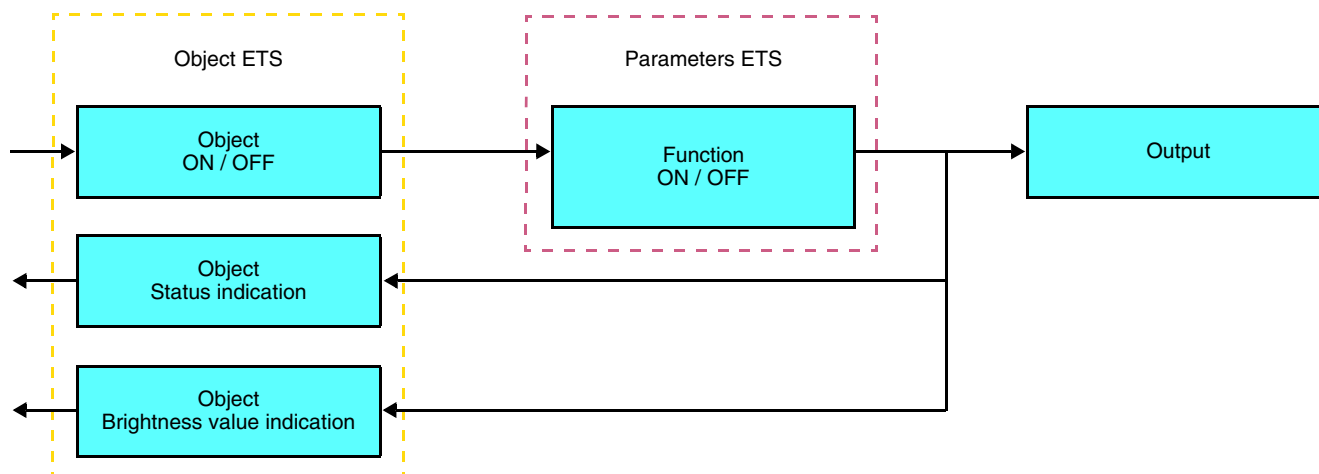 Object ETS
Parameters ETS
Object
ON / OFF
Function
ON / OFF
Output
Object
Status indication
Object
Brightness value indication